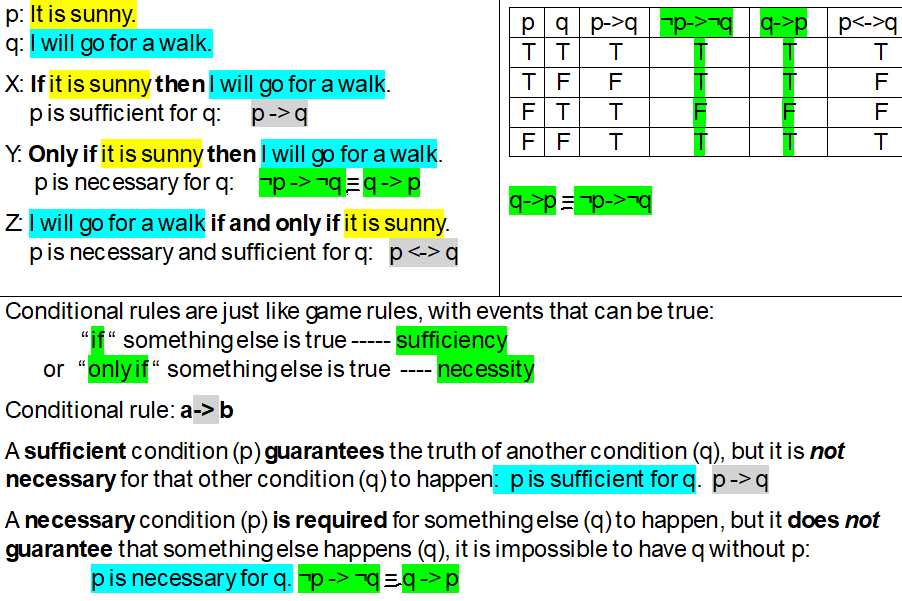 p: It is sunny.
q: I will go for a walk.
X: If it is sunny then I will go for a walk.
p is sufficient for q: p -> q
Y: Only if it is sunny then I will go for a walk.
p is necessary for q: ¬p -> ¬q ≡ q -> p
Z: I will go for a walk if and only if it is sunny.
p is necessary and sufficient for q: p <-> q
p q p->q ¬p->¬q q->p p<->q
T T T T T T
T F F T T F
F T T F F F
F F T T T T
q->p ≡ ¬p->¬q
Conditional rules are just like game rules, with events that can be true:
“if“ something else is true ----- sufficiency
or “only if“ something else is true ---- necessity
Conditional rule: a-> b
A sufficient condition (p) guarantees the truth of another condition (q), but it is not
necessary for that other condition (q) to happen: p is sufficient for q. p -> q
A necessary condition (p) is required for something else (q) to happen, but it does not
guarantee that something else happens (q), it is impossible to have q without p:
p is necessary for q. ¬p -> ¬q ≡ q -> p